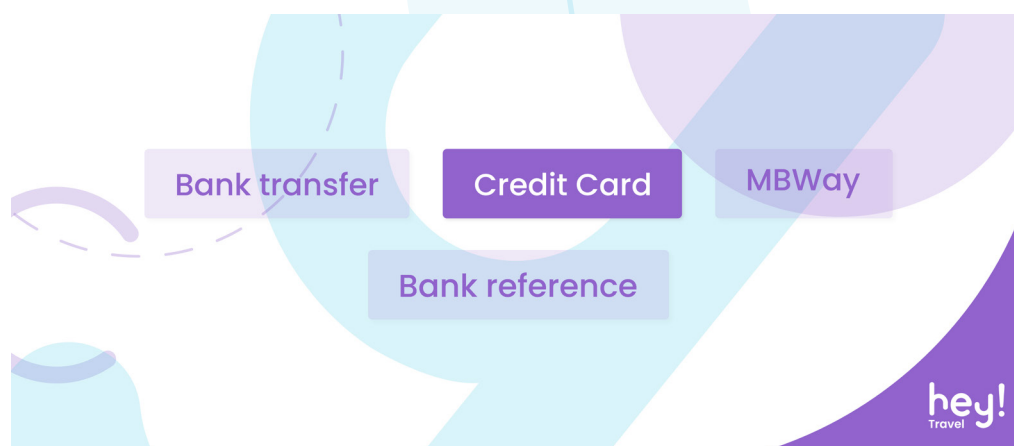 Bank transfer
Credit Card
MBWay
Bank reference
hey!
Travel